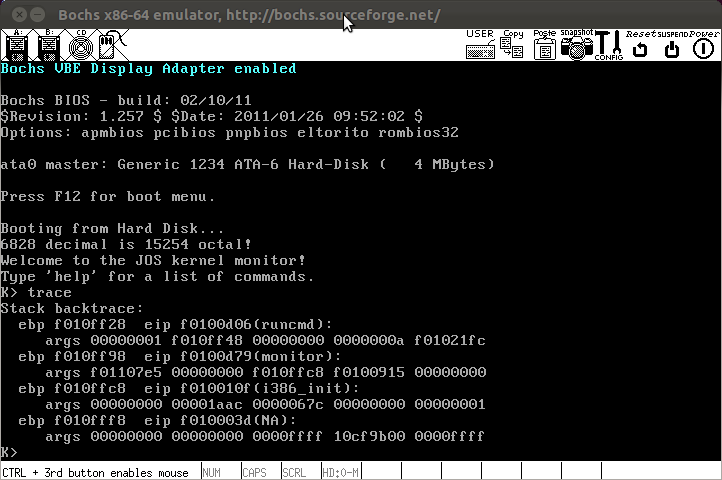 Bochs x86-64 emulator, http://bochs.sourceforge.net/
A: B: CD USER Copy Paste snapshot CONFIG Reset SUSPEND Power
Bochs VBE Display Adapter enabled
Bochs BIOS - build: 02/10/11
$Revision: 1.257 $ $Date: 2011/01/26 09:52:02 $
Options: apmbios pcibios pnpbios eltorito rombios32
ata0 master: Generic 1234 ATA-6 Hard-Disk (   4 MBytes)
Press F12 for boot menu.
Booting from Hard Disk...
6828 decimal is 15254 octal!
Welcome to the JOS kernel monitor!
Type 'help' for a list of commands.
K> trace
Stack backtrace:
  ebp f010ff28  eip f0100d06(runcmd):
     args 00000001 f010ff48 00000000 0000000a f01021fc
  ebp f010ff98  eip f0100d79(monitor):
     args f01107e5 00000000 f010ffc8 f0100915 00000000
  ebp f010ffc8  eip f010010f(i386_init):
     args 00000000 00001aac 0000067c 00000000 00000001
  ebp f010fff8  eip f010003d(NA):
     args 00000000 00000000 0000ffff 10cf9b00 0000ffff
K>
CTRL + 3rd button enables mouse NUM CAPS SCRL HD:0-M